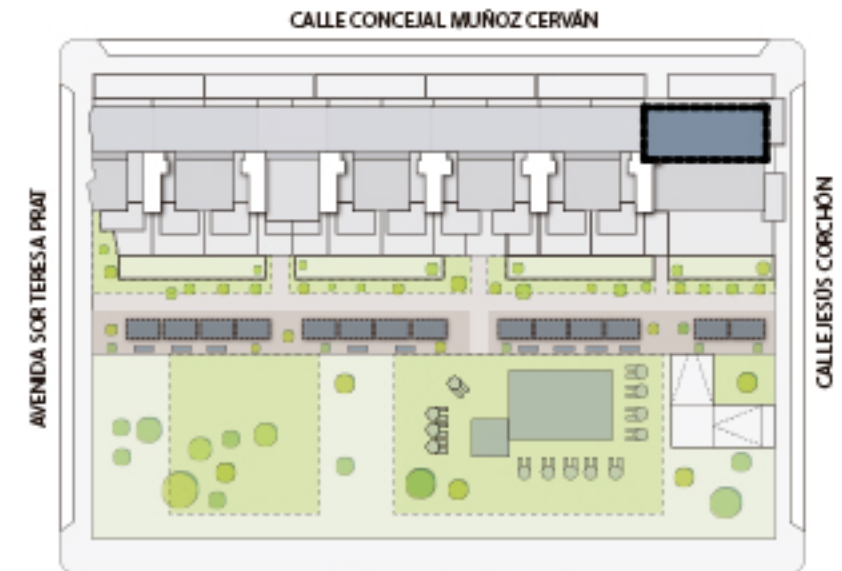 CALLE CONCEJAL MUÑOZ CERVÁN
AVENIDA SOR TERESA PRAT
CALLE JESÚS CORCHÓN